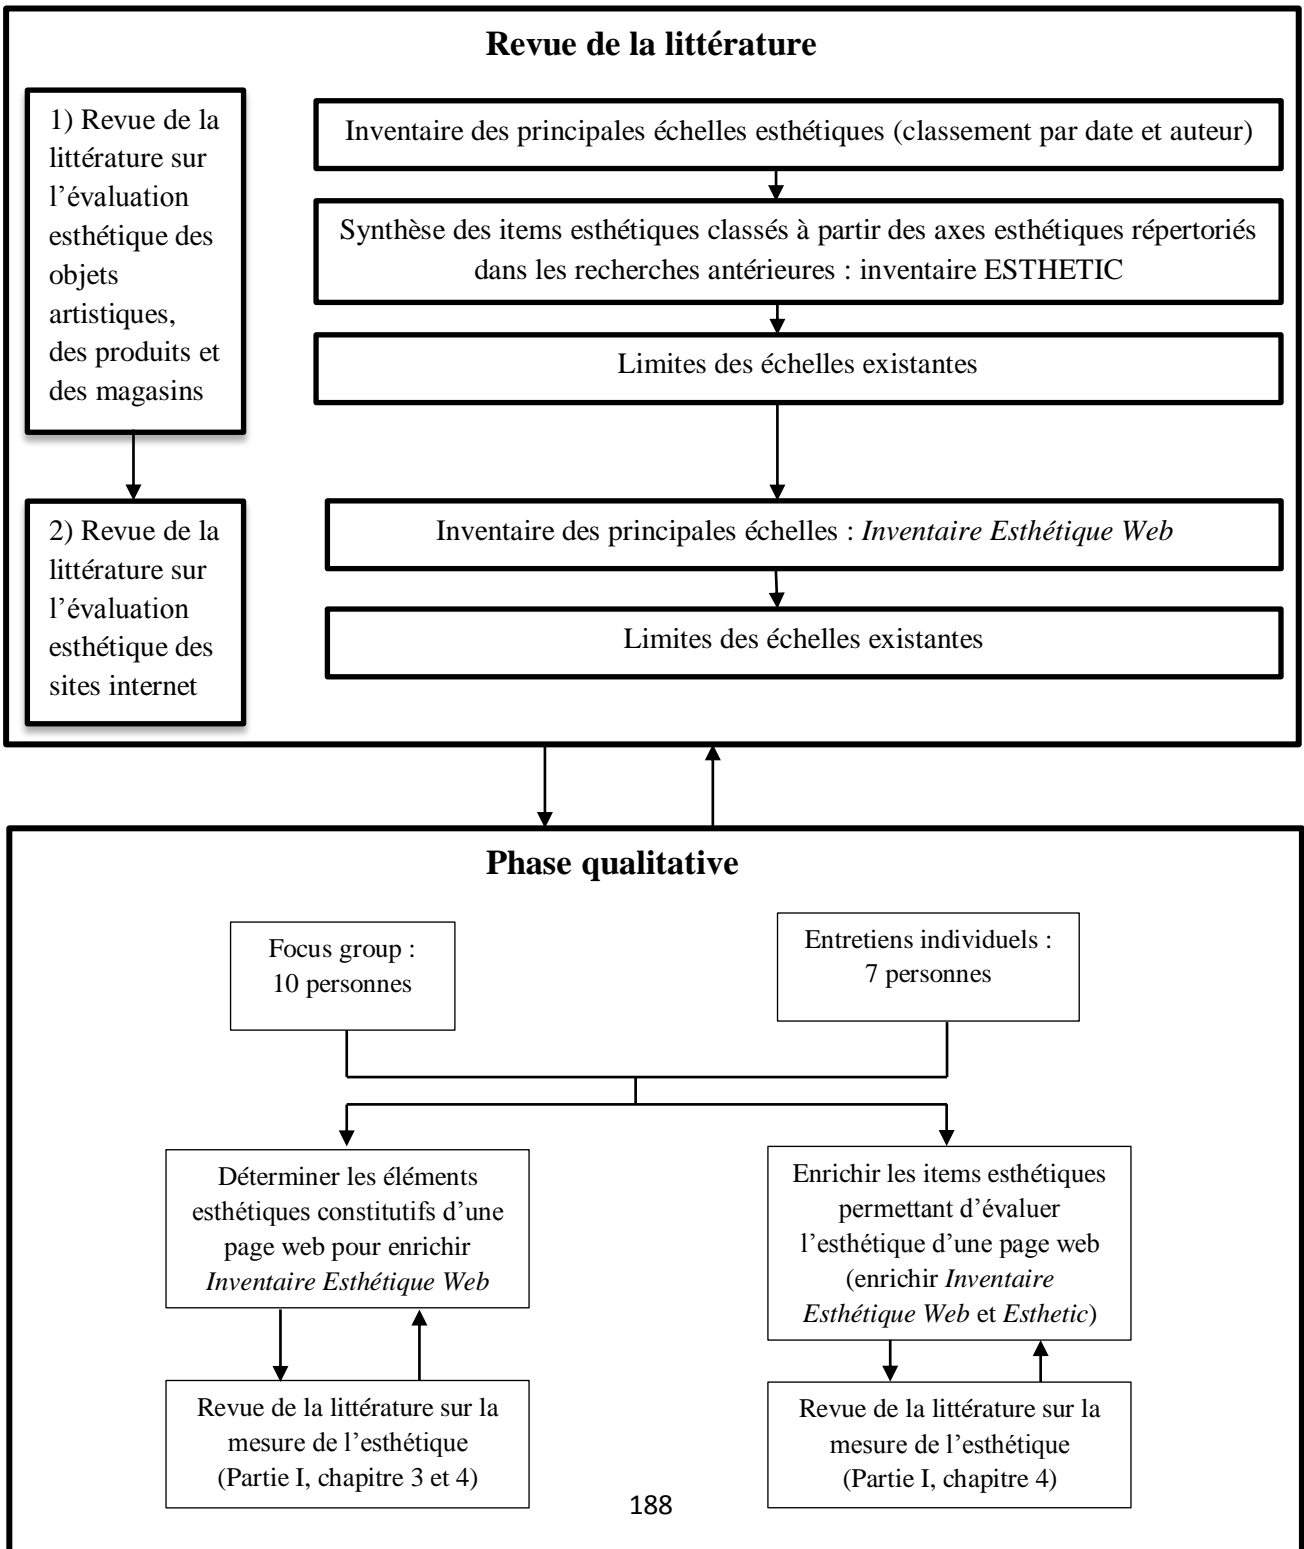 Revue de la littérature
1) Revue de la
littérature sur
l’évaluation
esthétique des
objets
artistiques,
des produits et
des magasins
Inventaire des principales échelles esthétiques (classement par date et auteur)
Synthèse des items esthétiques classés à partir des axes esthétiques répertoriés
dans les recherches antérieures : inventaire ESTHETIC
Limites des échelles existantes
2) Revue de la
littérature sur
l’évaluation
esthétique des
sites internet
Inventaire des principales échelles : Inventaire Esthétique Web
Limites des échelles existantes
Phase qualitative
Focus group :
10 personnes
Entretiens individuels :
7 personnes
Déterminer les éléments
esthétiques constitutifs d’une
page web pour enrichir
Inventaire Esthétique Web
Enrichir les items esthétiques
permettant d’évaluer
l’esthétique d’une page web
(enrichir Inventaire
Esthétique Web et Esthetic)
Revue de la littérature sur la
mesure de l’esthétique
(Partie I, chapitre 3 et 4)
Revue de la littérature sur la
mesure de l’esthétique
(Partie I, chapitre 4)
188